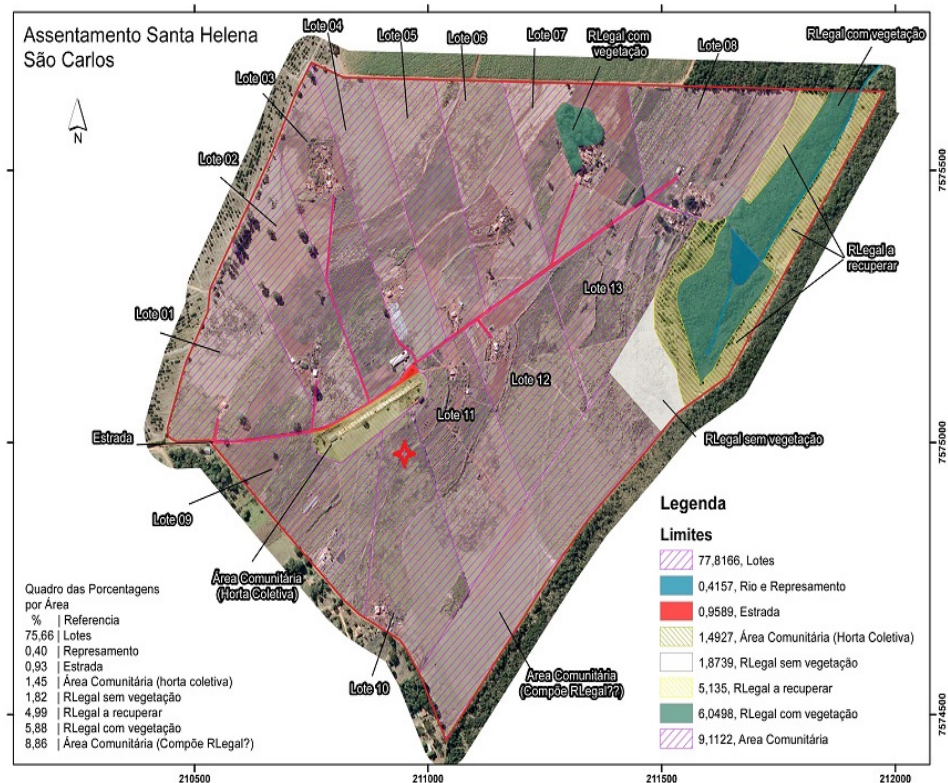 Assentamento Santa Helena
São Carlos
N
Lote 04
Lote 05
Lote 06
Lote 07
RLegal com
vegetação
Lote 08
RLegal com vegetação
Lote 03
Lote 02
Lote 01
RLegal a
recuperar
Lote 13
Lote 12
Lote 11
Estrada
RLegal sem vegetação
Lote 09
Área Comunitária
(Horta Coletiva)
Lote 10
Área Comunitária
(Compõe RLegal??)
Quadro das Porcentagens
por Área
% | Referencia
75,66 | Lotes
0,40 | Represamento
0,93 | Estrada
1,45 | Área Comunitária (horta coletiva)
1,82 | RLegal sem vegetação
4,99 | RLegal a recuperar
5,88 | RLegal com vegetação
8,86 | Área Comunitária (Compõe RLegal?)
Legenda
Limites
77,8166, Lotes
0,4157, Rio e Represamento
0,9589, Estrada
1,4927, Área Comunitária (Horta Coletiva)
1,8739, RLegal sem vegetação
5,135, RLegal a recuperar
6,0498, RLegal com vegetação
9,1122, Area Comunitária
7575500
7575000
7574500
210500
211000
211500
212000